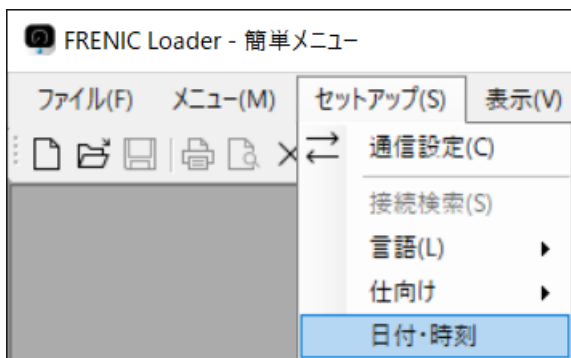 FRENIC Loader - 簡単メニュー
ファイル(F) メニュー(M) セットアップ(S) 表示(V)
通信設定(C)
接続検索(S)
言語(L)
仕向け
日付・時刻